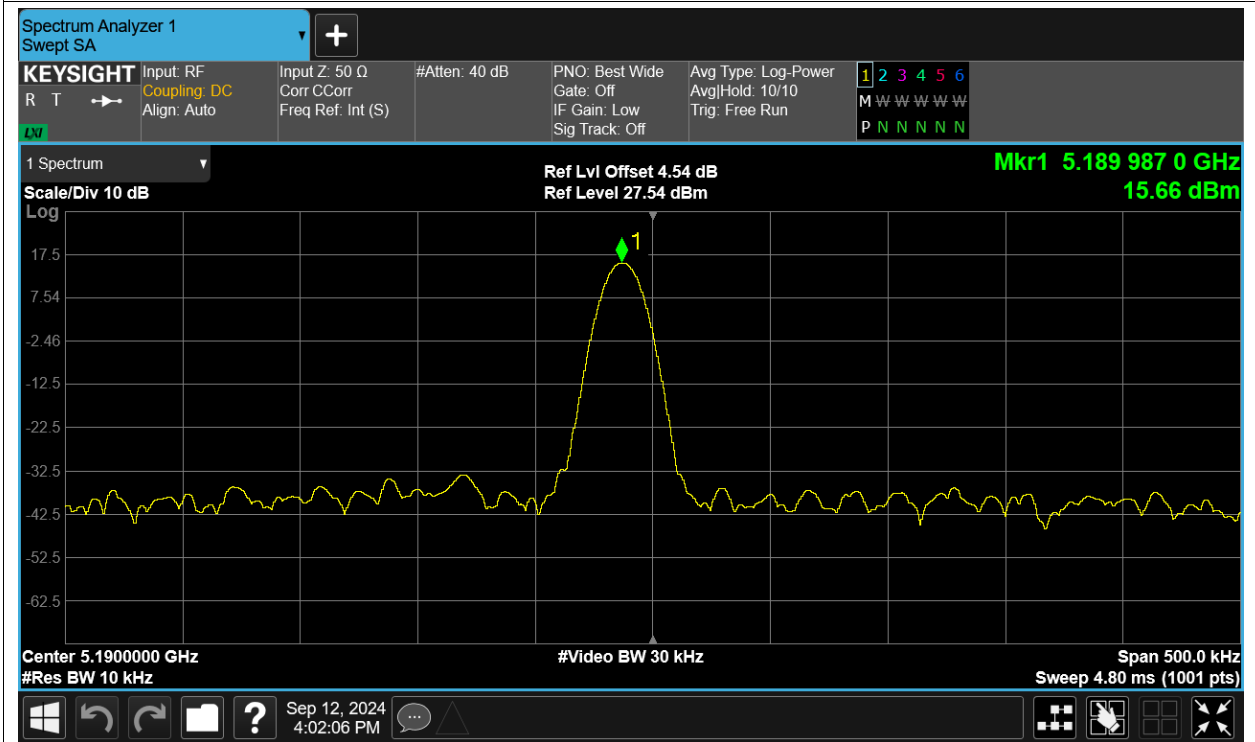 Spectrum Analyzer 1
Swept SA
KEYSIGHT
R T
LXI
Input: RF
Coupling: DC
Align: Auto
Input Z: 50 Ω
Corr CCorr
Freq Ref: Int (S)
#Atten: 40 dB
PNO: Best Wide
Gate: Off
IF Gain: Low
Sig Track: Off
Avg Type: Log-Power
Avg|Hold: 10/10
Trig: Free Run
1 2 3 4 5 6
M W W W W W
P N N N N N
1 Spectrum
Scale/Div 10 dB
Log
Ref Lvl Offset 4.54 dB
Ref Level 27.54 dBm
Mkr1 5.189 987 0 GHz
15.66 dBm
1
17.5
7.54
-2.46
-12.5
-22.5
-32.5
-42.5
-52.5
-62.5
Center 5.1900000 GHz
#Res BW 10 kHz
#Video BW 30 kHz
Span 500.0 kHz
Sweep 4.80 ms (1001 pts)
?
Sep 12, 2024
4:02:06 PM